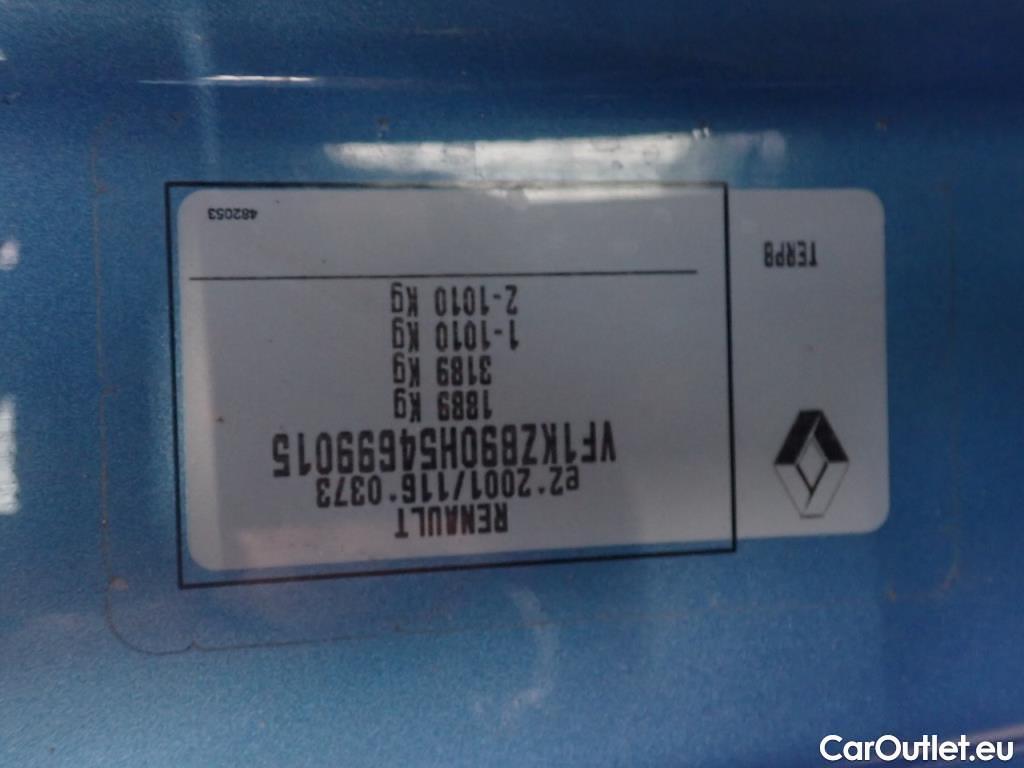 RENAULT
e2*2001/116*0373
VF1KZB90H54699015
1889 Kg
3189 Kg
1-1010 Kg
2-1010 Kg
482053
TERPB
CarOutlet.eu